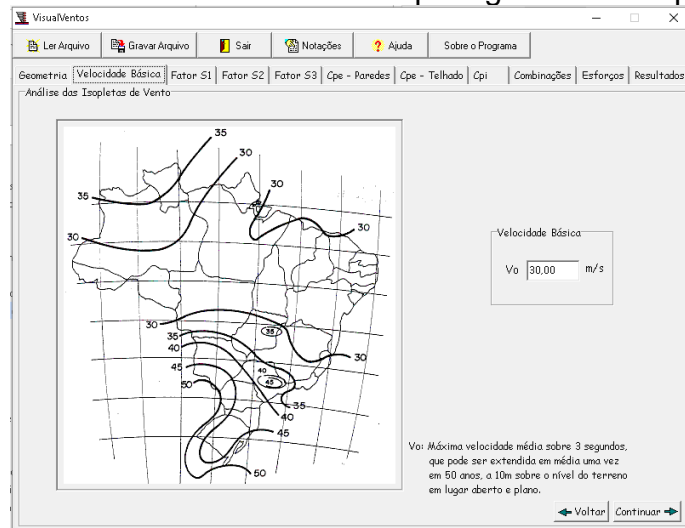 VisualVentos
Ler Arquivo Gravar Arquivo Sair Notações Ajuda Sobre o Programa
Geometria Velocidade Básica Fator S1 Fator S2 Fator S3 Cpe - Paredes Cpe - Telhado Cpi Combinações Esforços Resultados
Análise das Isopletas de Vento
35
30
35
30
30
30
30
35
35
40
30
40
45
45
50
35
40
45
50
Velocidade Básica
Vo 30,00 m/s
Vo: Máxima velocidade média sobre 3 segundos,
que pode ser extendida em média uma vez
em 50 anos, a 10m sobre o nível do terreno
em lugar aberto e plano.
Voltar Continuar